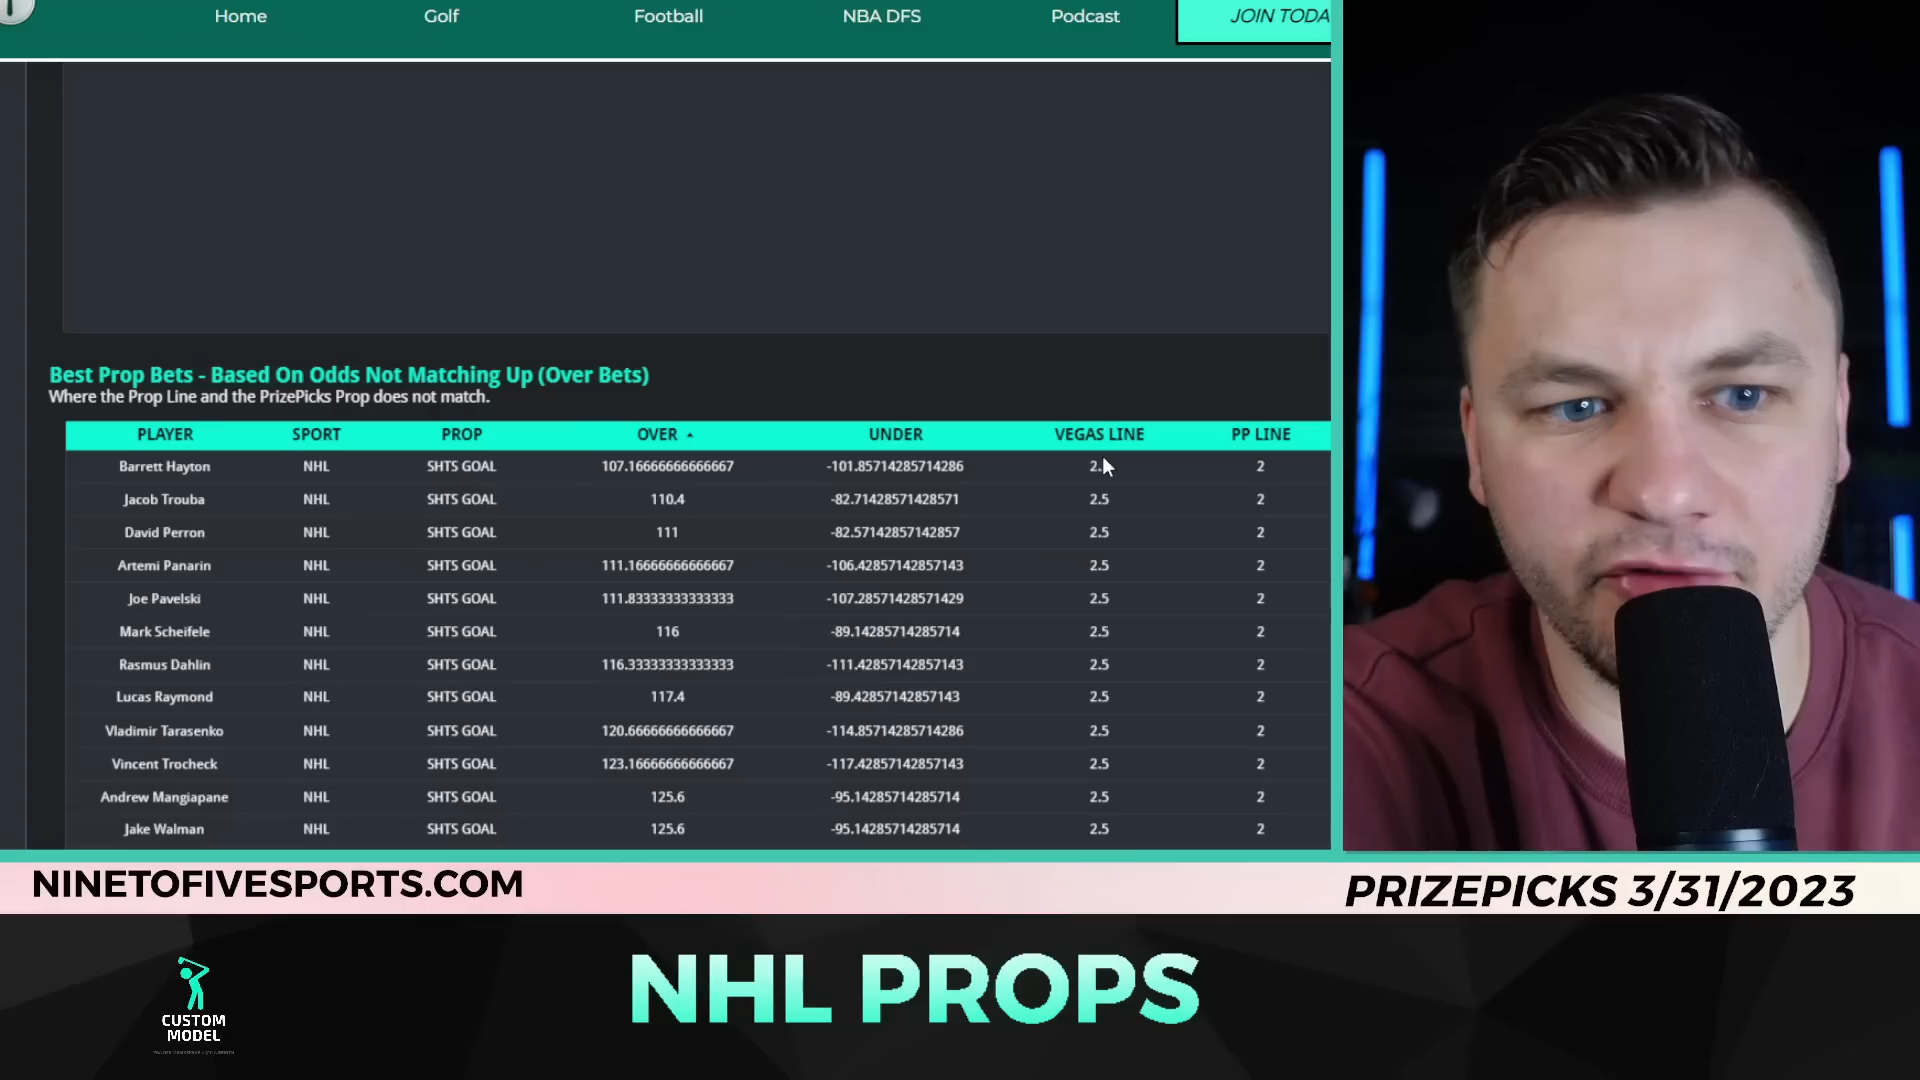 Home Golf Football NBA DFS Podcast JOIN TODA
Best Prop Bets - Based On Odds Not Matching Up (Over Bets)
Where the Prop Line and the PrizePicks Prop does not match.
PLAYER SPORT PROP OVER UNDER VEGAS LINE PP LINE
Barrett Hayton NHL SHTS GOAL 107.16666666666667 -101.85714285714286 2. 2
Jacob Trouba NHL SHTS GOAL 110.4 -82.71428571428571 2.5 2
David Perron NHL SHTS GOAL 111 -82.57142857142857 2.5 2
Artemi Panarin NHL SHTS GOAL 111.16666666666667 -106.42857142857143 2.5 2
Joe Pavelski NHL SHTS GOAL 111.83333333333333 -107.28571428571429 2.5 2
Mark Scheifele NHL SHTS GOAL 116 -89.14285714285714 2.5 2
Rasmus Dahlin NHL SHTS GOAL 116.33333333333333 -111.42857142857143 2.5 2
Lucas Raymond NHL SHTS GOAL 117.4 -89.42857142857143 2.5 2
Vladimir Tarasenko NHL SHTS GOAL 120.66666666666667 -114.85714285714286 2.5 2
Vincent Trocheck NHL SHTS GOAL 123.16666666666667 -117.42857142857143 2.5 2
Andrew Mangiapane NHL SHTS GOAL 125.6 -95.14285714285714 2.5 2
Jake Walman NHL SHTS GOAL 125.6 -95.14285714285714 2.5 2
NINETOFIVESPORTS.COM
PRIZEPICKS 3/31/2023
NHL PROPS
CUSTOM
MODEL